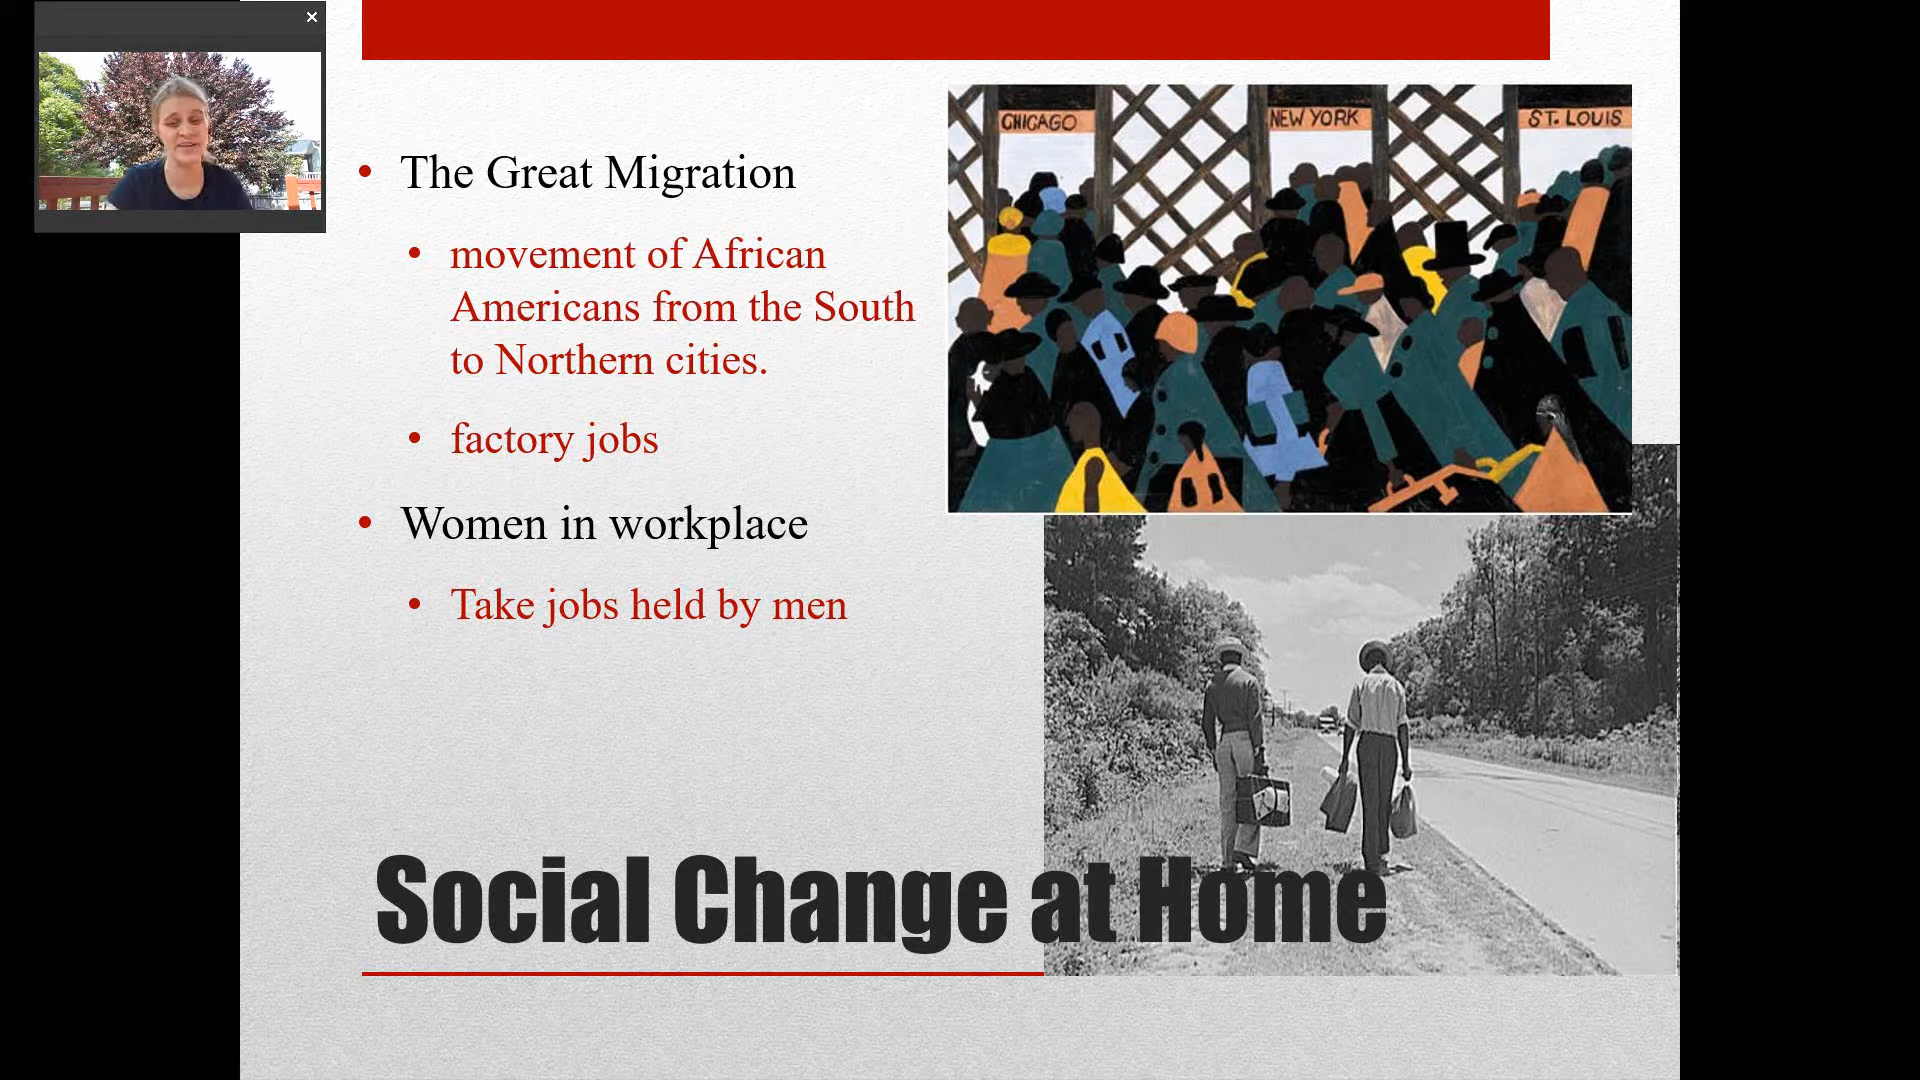 CHICAGO
NEW YORK
ST. LOUIS
• The Great Migration
• movement of African
Americans from the South
to Northern cities.
• factory jobs
• Women in workplace
• Take jobs held by men
Social Change at Home